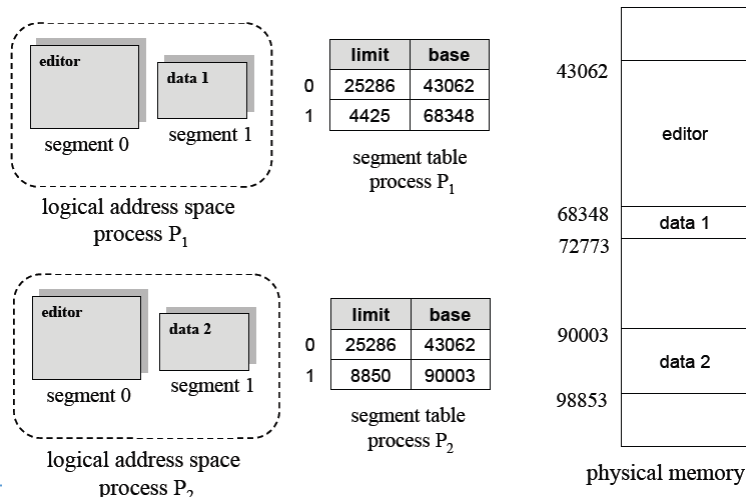 editor
data 1
segment 0
segment 1
logical address space
process P1
limit base
0 25286 43062
1 4425 68348
segment table
process P1
editor
data 2
segment 0
segment 1
logical address space
process P2
limit base
0 25286 43062
1 8850 90003
segment table
process P2
43062
editor
68348
data 1
72773
90003
data 2
98853
physical memory